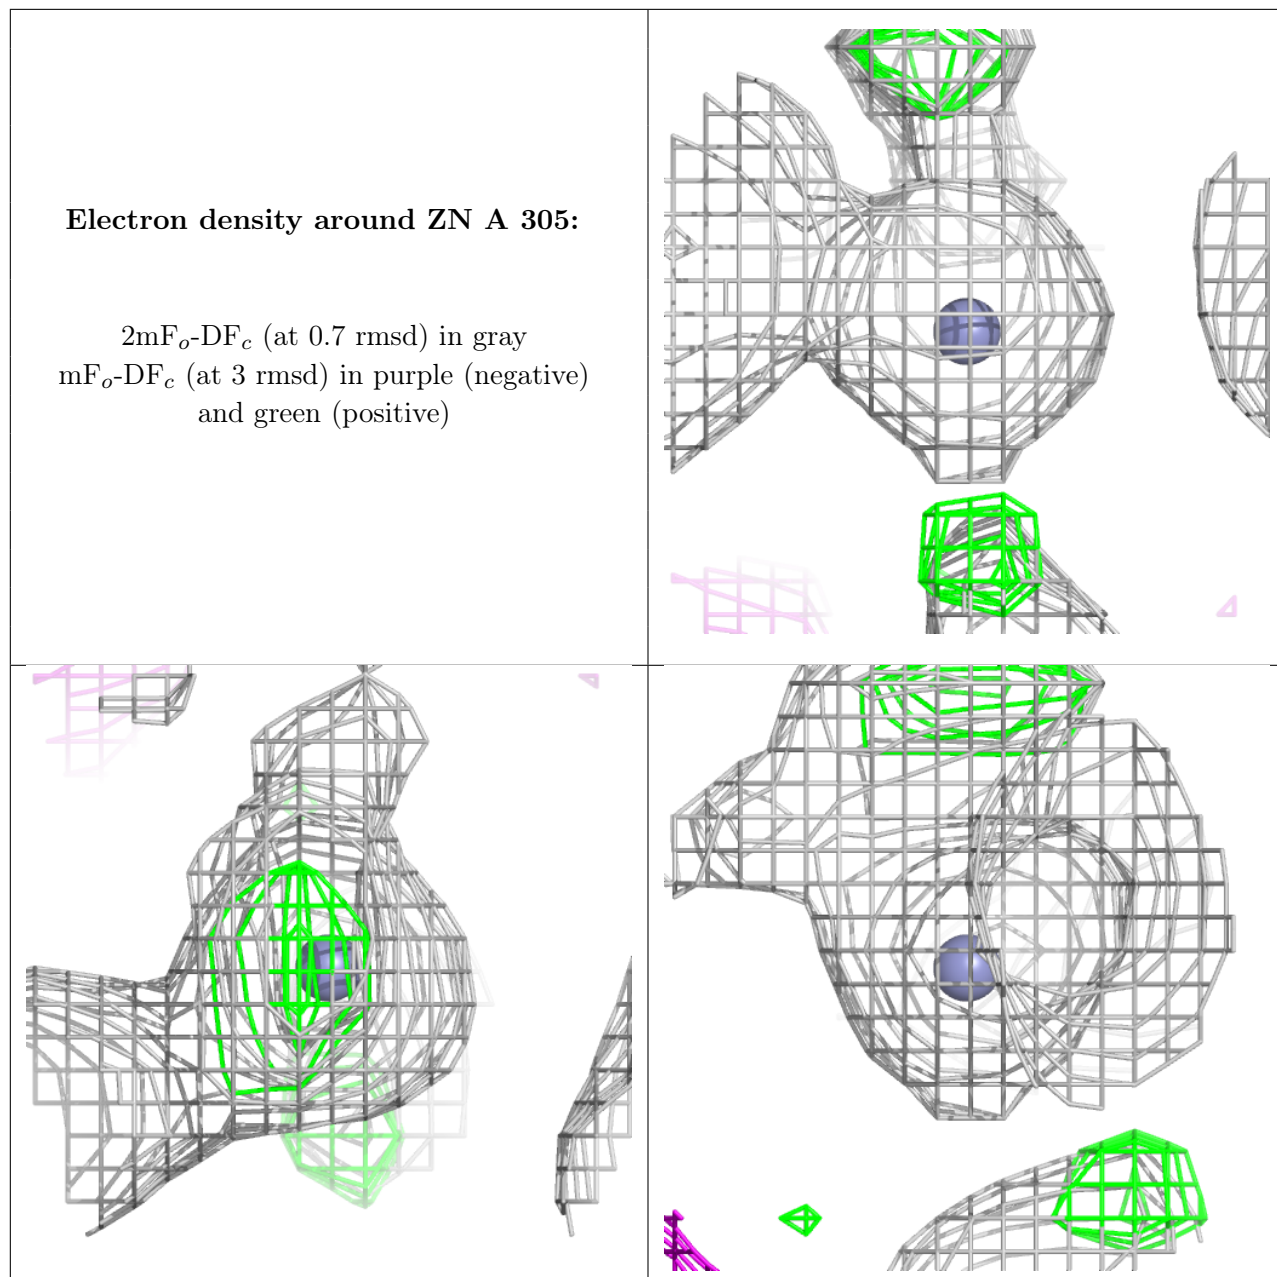 Electron density around ZN A 305:
2mFo-DFc (at 0.7 rmsd) in gray
mFo-DFc (at 3 rmsd) in purple (negative)
and green (positive)